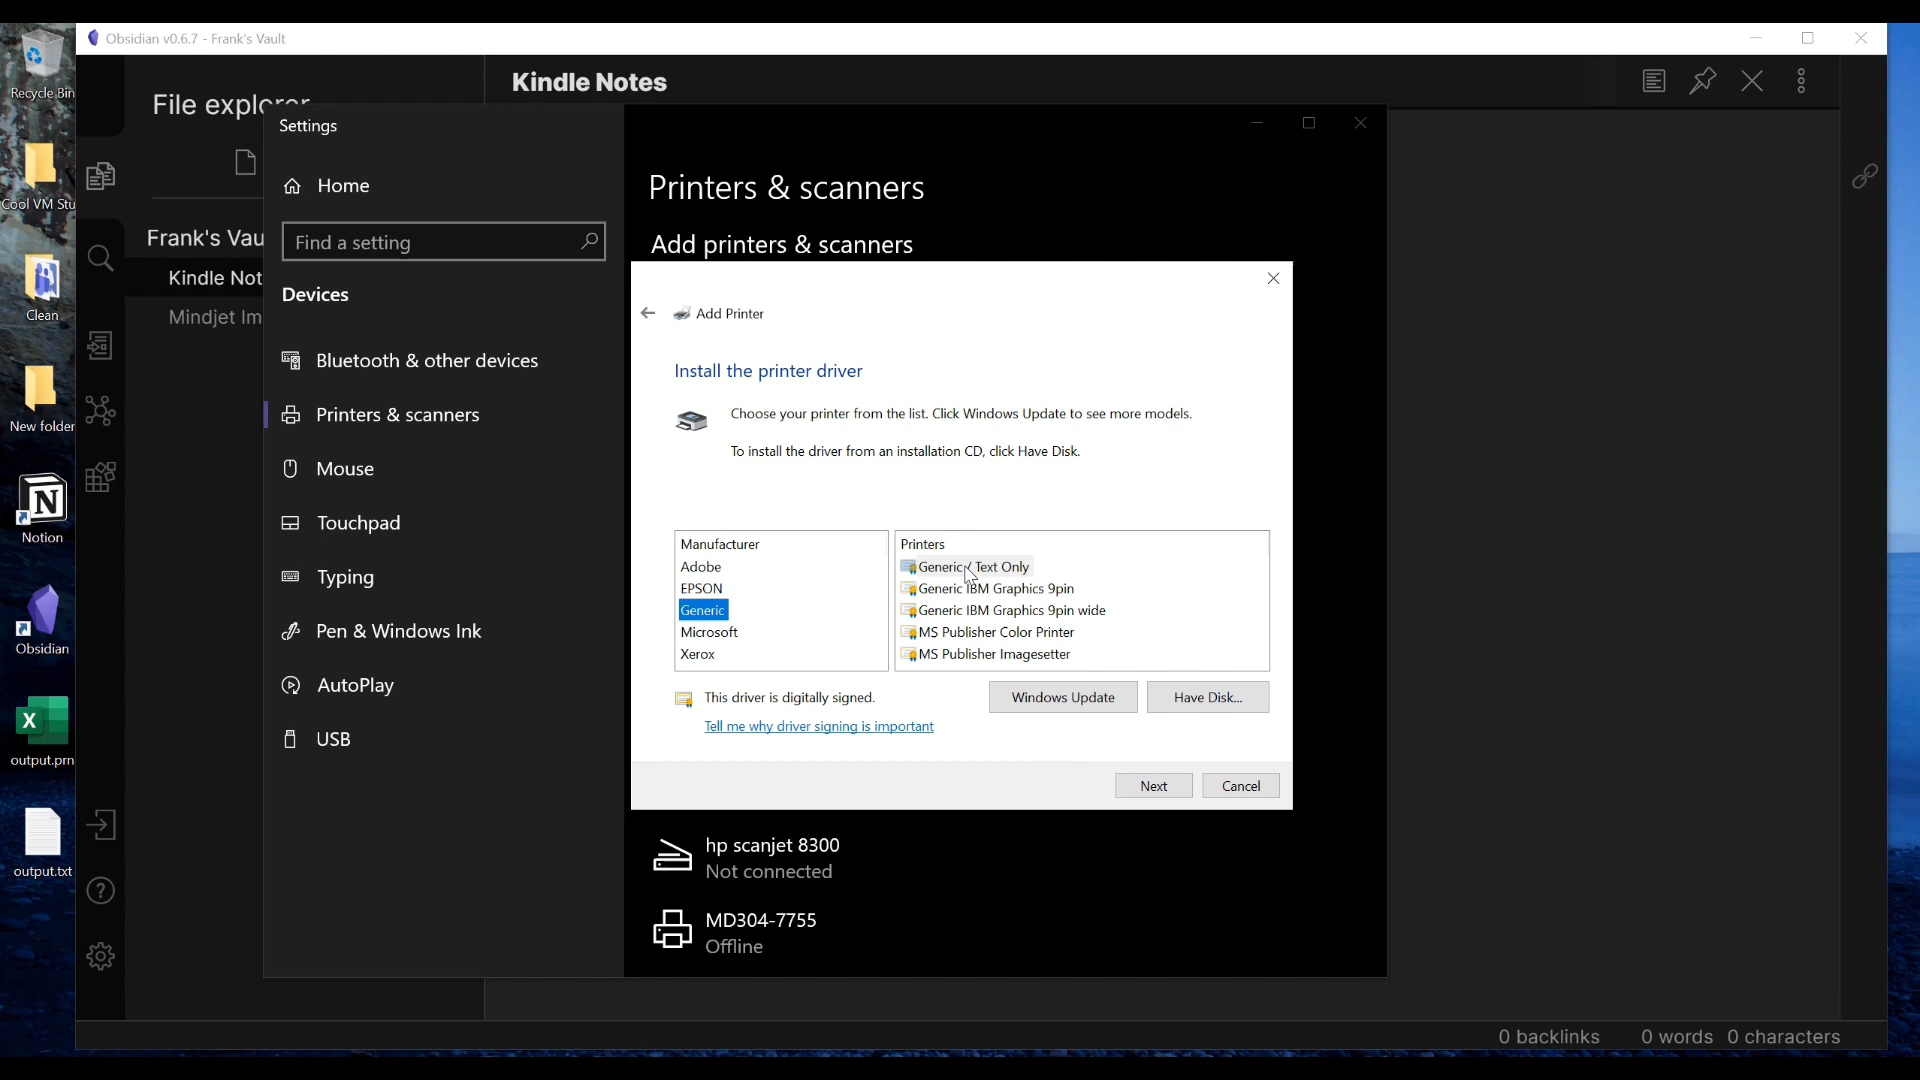 Obsidian v0.6.7 - Frank's Vault
Recycle Bin
Cool VM Stu
Clean
New folder
Notion
Obsidian
output.prn
output.txt
File explorer
Frank's Vau
Kindle Not
Mindjet Im
Kindle Notes
Settings
Home
Find a setting
Devices
Bluetooth & other devices
Printers & scanners
Mouse
Touchpad
Typing
Pen & Windows Ink
AutoPlay
USB
Printers & scanners
Add printers & scanners
Add Printer
Install the printer driver
Choose your printer from the list. Click Windows Update to see more models.
To install the driver from an installation CD, click Have Disk.
Manufacturer
Adobe
EPSON
Generic
Microsoft
Xerox
Printers
Generic / Text Only
Generic IBM Graphics 9pin
Generic IBM Graphics 9pin wide
MS Publisher Color Printer
MS Publisher Imagesetter
This driver is digitally signed.
Tell me why driver signing is important
Windows Update
Have Disk...
Next
Cancel
hp scanjet 8300
Not connected
MD304-7755
Offline
0 backlinks
0 words
0 characters